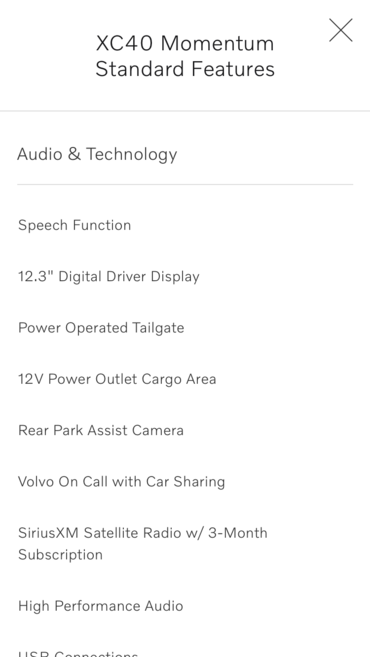 XC40 Momentum
Standard Features
Audio & Technology
Speech Function
12.3" Digital Driver Display
Power Operated Tailgate
12V Power Outlet Cargo Area
Rear Park Assist Camera
Volvo On Call with Car Sharing
SiriusXM Satellite Radio w/ 3-Month
Subscription
High Performance Audio
USB Connections